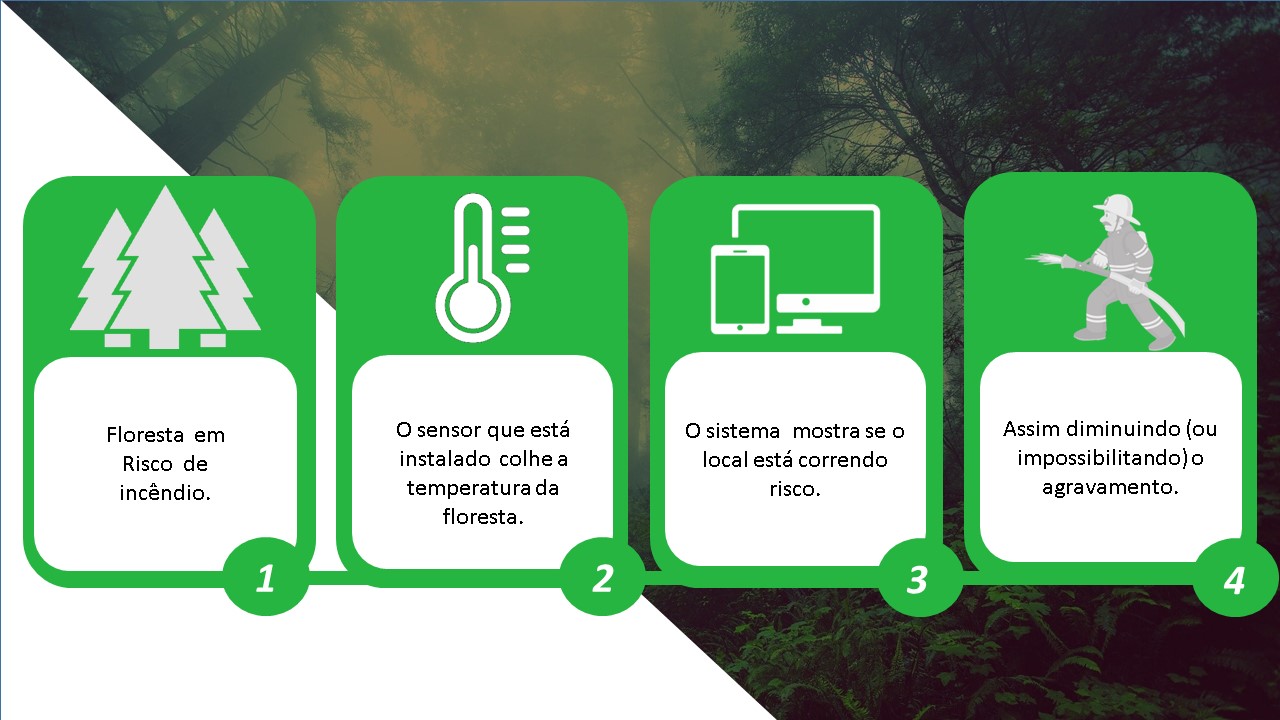 Floresta em
Risco de
incêndio.
1
O sensor que está
instalado colhe a
temperatura da
floresta.
2
O sistema mostra se o
local está correndo
risco.
3
Assim diminuindo (ou
impossibilitando) o
agravamento.
4